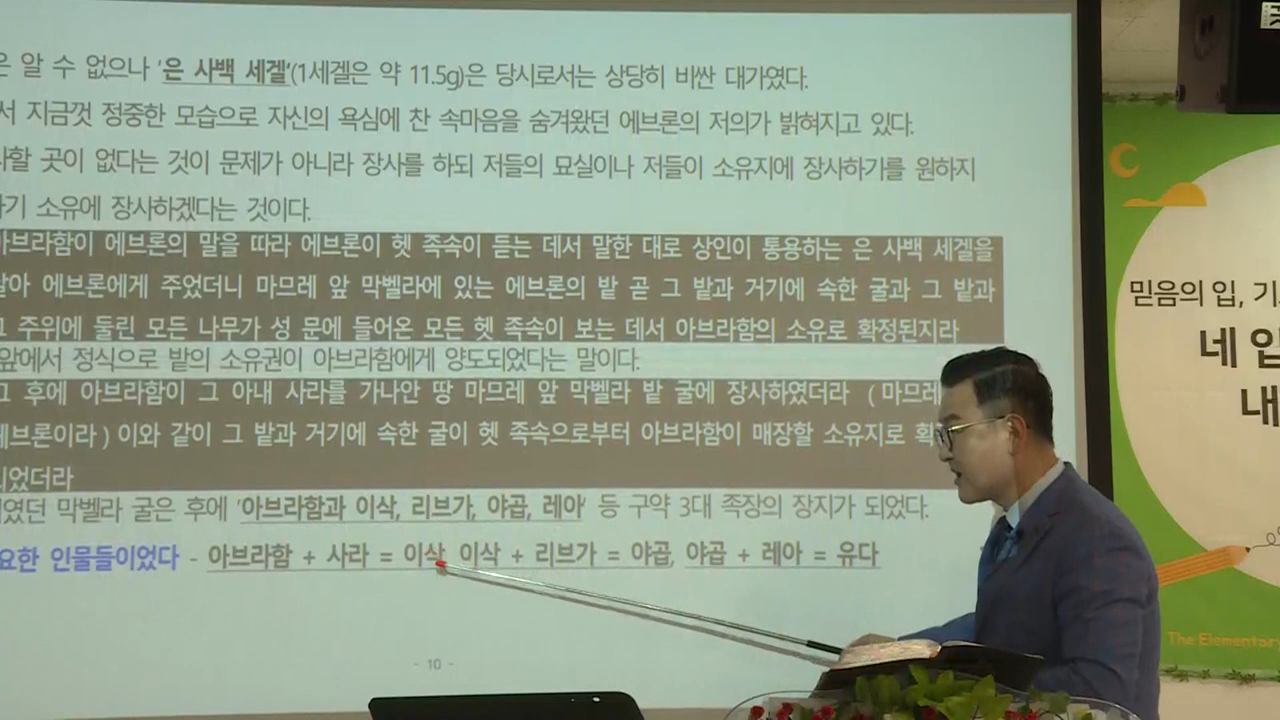 은 알 수 없으나 '은 사백 세겔'(1세겔은 약 11.5g)은 당시로서는 상당히 비싼 대가였다.
서 지금껏 정중한 모습으로 자신의 욕심에 찬 속마음을 숨겨왔던 에브론의 저의가 밝혀지고 있다.
사할 곳이 없다는 것이 문제가 아니라 장사를 하되 저들의 묘실이나 저들이 소유지에 장사하기를 원하지
자기 소유에 장사하겠다는 것이다.
아브라함이 에브론의 말을 따라 에브론이 헷 족속이 듣는 데서 말한 대로 상인이 통용하는 은 사백 세겔을
달아 에브론에게 주었더니 마므레 앞 막벨라에 있는 에브론의 밭 곧 그 밭과 거기에 속한 굴과 그 밭과
그 주위에 둘린 모든 나무가 성 문에 들어온 모든 헷 족속이 보는 데서 아브라함의 소유로 확정된지라
앞에서 정식으로 밭의 소유권이 아브라함에게 양도되었다는 말이다.
그 후에 아브라함이 그 아내 사라를 가나안 땅 마므레 앞 막벨라 밭 굴에 장사하였더라 (마므레
헤브론이라) 이와 같이 그 밭과 거기에 속한 굴이 헷 족속으로부터 아브라함이 매장할 소유지로 확
되었더라
였던 막벨라 굴은 후에 '아브라함과 이삭, 리브가, 야곱, 레아' 등 구약 3대 족장의 장지가 되었다.
요한 인물들이었다 - 아브라함 + 사라 = 이삭 이삭 + 리브가 = 야곱, 야곱 + 레아 = 유다
- 10 -
믿음의 입, 기
네 입
내
The Elementary